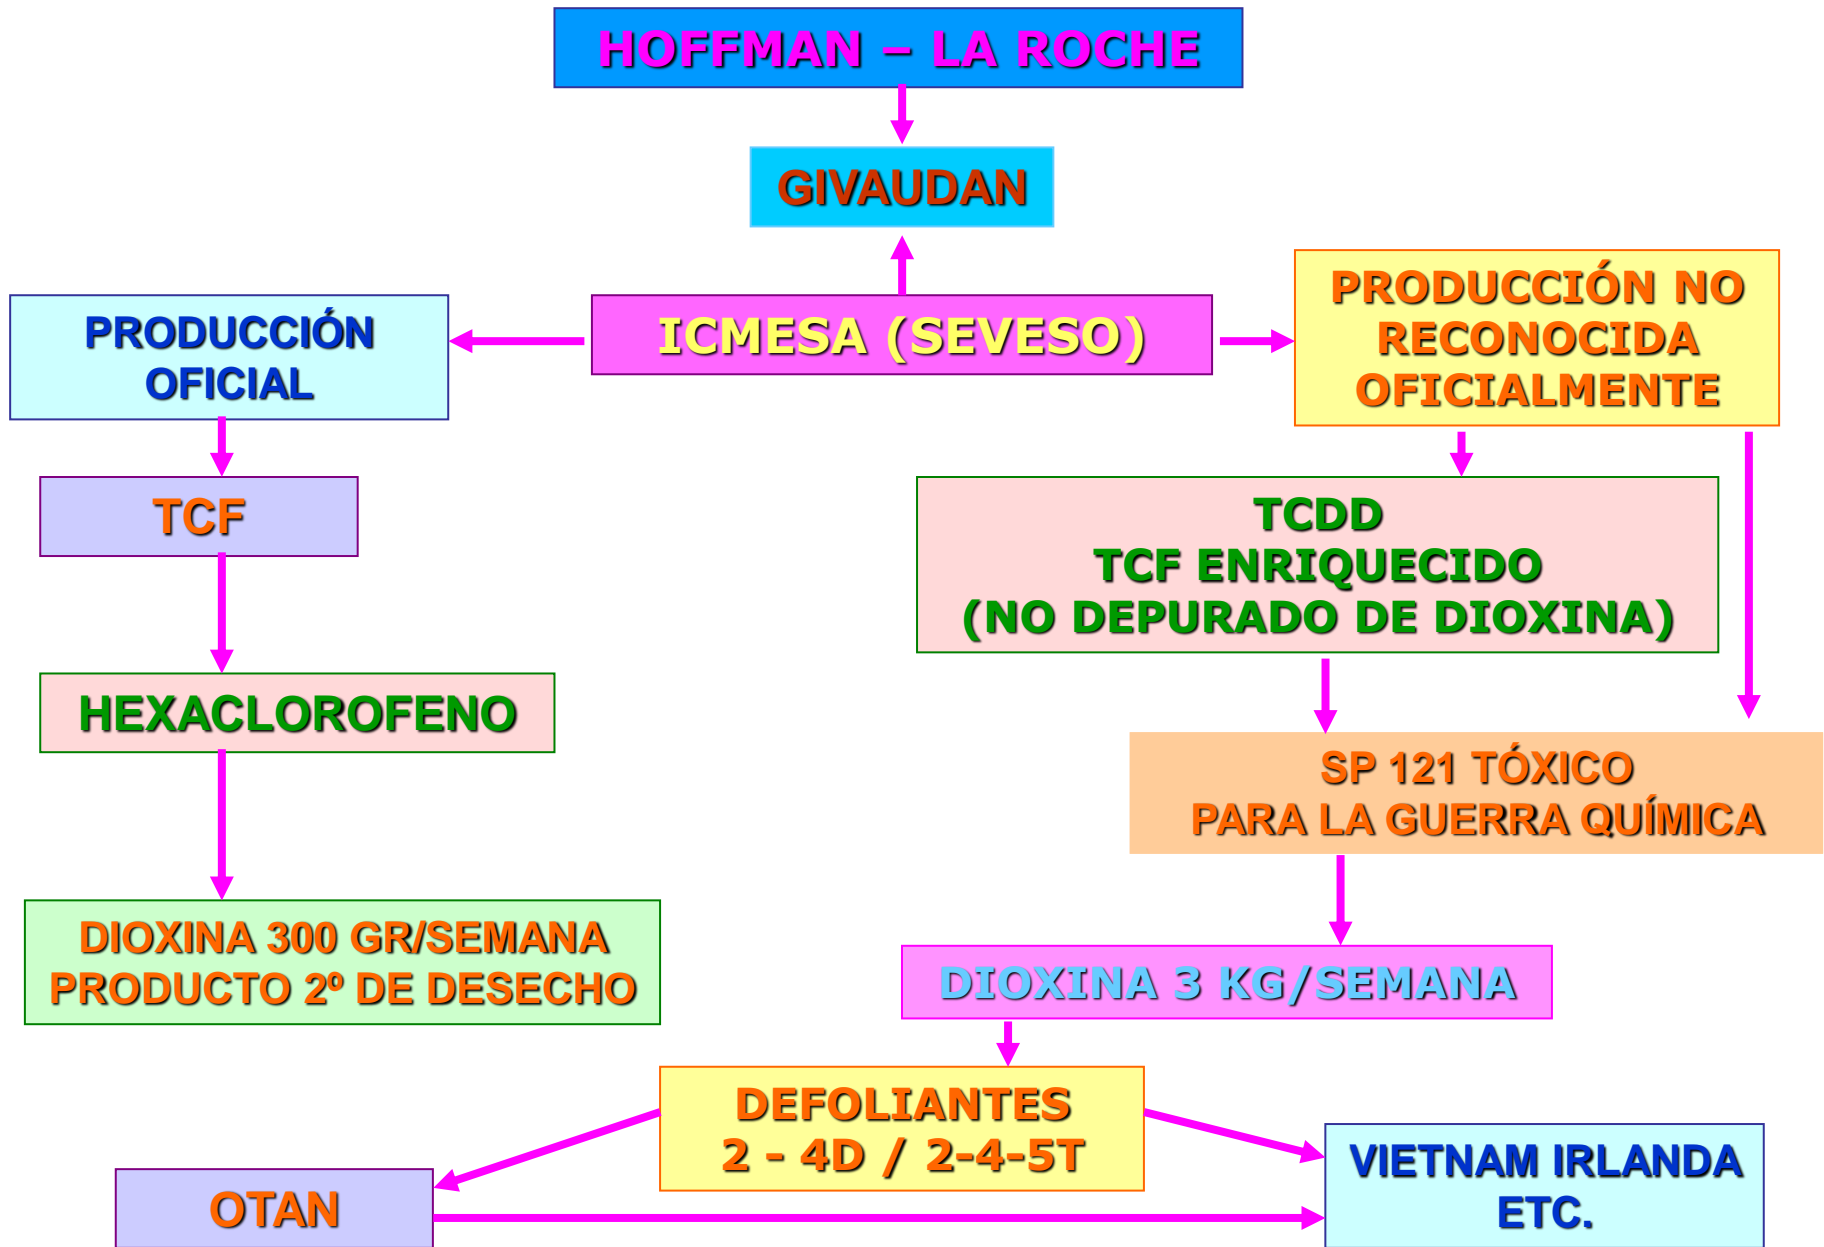 HOFFMAN – LA ROCHE
GIVAUDAN
ICMESA (SEVESO)
PRODUCCIÓN
OFICIAL
PRODUCCIÓN NO
RECONOCIDA
OFICIALMENTE
TCF
TCDD
TCF ENRIQUECIDO
(NO DEPURADO DE DIOXINA)
HEXACLOROFENO
SP 121 TÓXICO
PARA LA GUERRA QUÍMICA
DIOXINA 300 GR/SEMANA
PRODUCTO 2º DE DESECHO
DIOXINA 3 KG/SEMANA
DEFOLIANTES
2 - 4D / 2-4-5T
OTAN
VIETNAM IRLANDA
ETC.